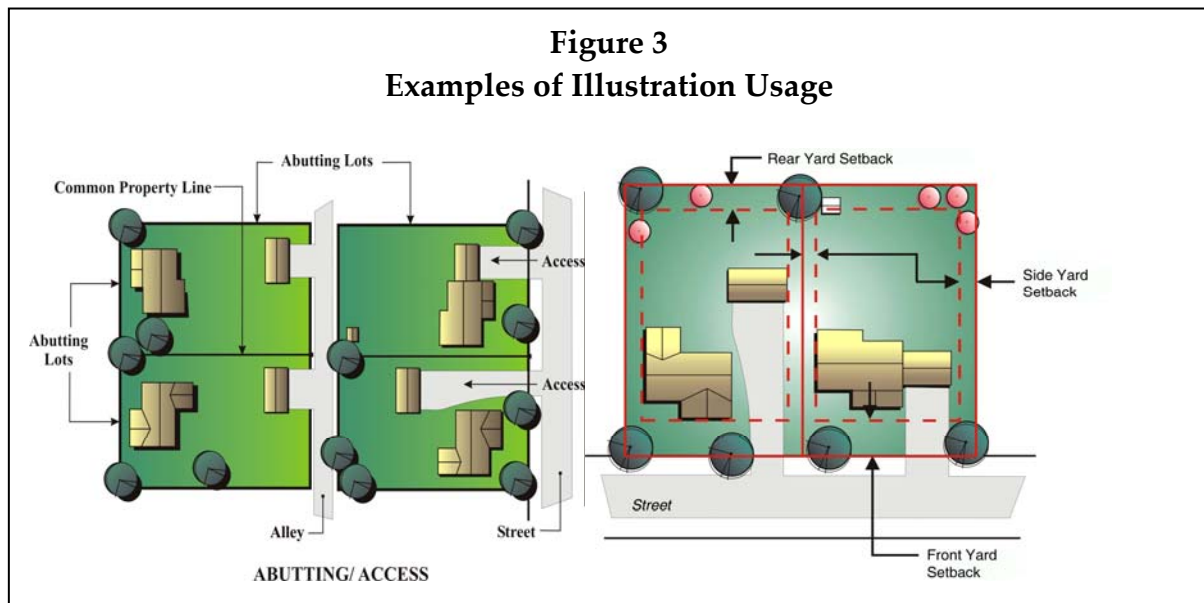 Figure 3
Examples of Illustration Usage
Abutting Lots
Common Property Line
Access
Abutting
Lots
Access
Alley
Street
ABUTTING/ ACCESS
Rear Yard Setback
Side Yard
Setback
Street
Front Yard
Setback